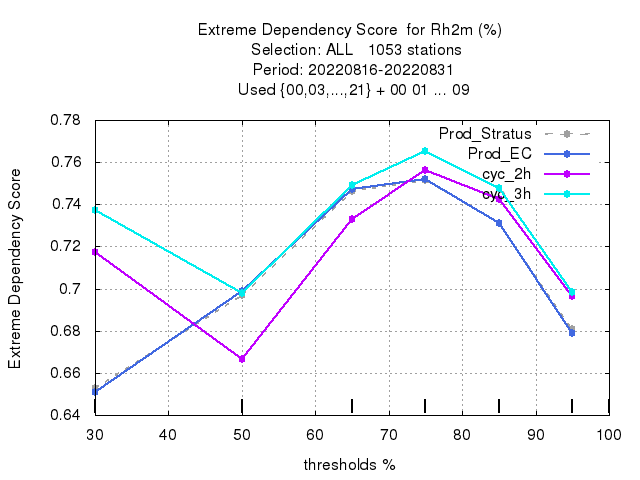 Extreme Dependency Score  for Rh2m (%)
Selection: ALL   1053 stations
Period: 20220816-20220831
Used {00,03,...,21} + 00 01 ... 09
Prod_Stratus
Prod_EC
cyc_2h
cyc_3h
Extreme Dependency Score
0.78
0.76
0.74
0.72
0.7
0.68
0.66
0.64
30 40 50 60 70 80 90 100
thresholds %